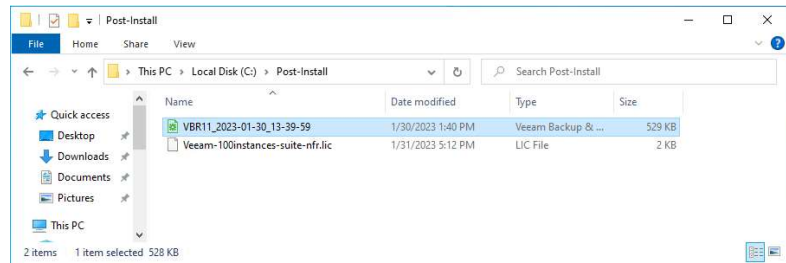 Post-Install
File Home Share View
This PC > Local Disk (C:) > Post-Install
Search Post-Install
Name Date modified Type Size
Quick access
Desktop
Downloads
Documents
Pictures
This PC
VBR11_2023-01-30_13-39-59 1/30/2023 1:40 PM Veeam Backup & ... 529 KB
Veeam-100instances-suite-nfr.lic 1/31/2023 5:12 PM LIC File 2 KB
2 items 1 item selected 528 KB